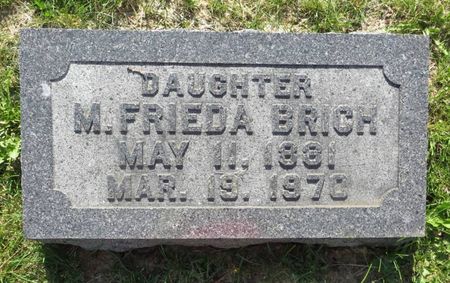 DAUGHTER
M. FRIEDA BRICH
MAY 11. 1881
MAR. 19. 1970